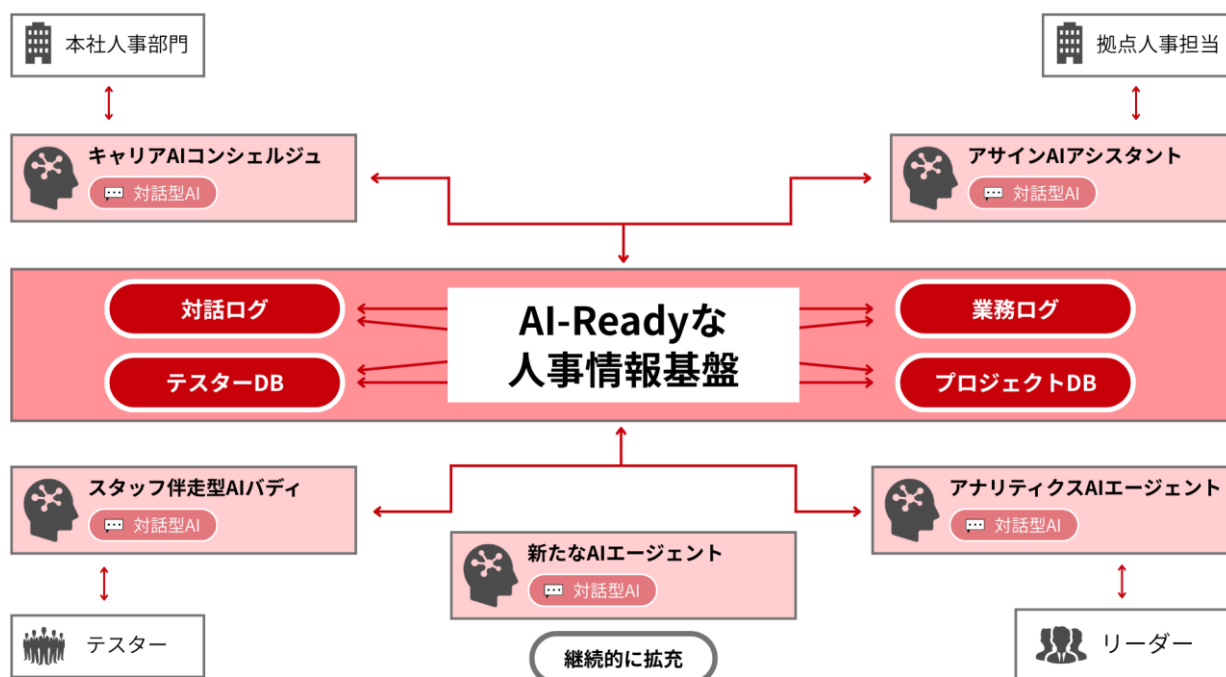 本社人事部門
拠点人事担当
キャリアAIコンシェルジュ
対話型AI
アサインAIアシスタント
対話型AI
対話ログ
テスターDB
AI-Readyな
人事情報基盤
業務ログ
プロジェクトDB
スタッフ伴走型AIバディ
対話型AI
アナリティクスAIエージェント
対話型AI
新たなAIエージェント
対話型AI
テスター
リーダー
継続的に拡充